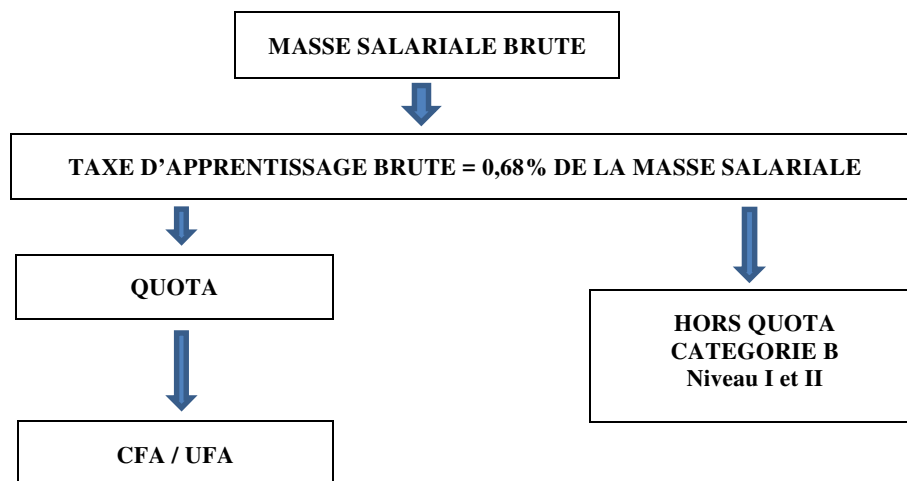 MASSE SALARIALE BRUTE
TAXE D’APPRENTISSAGE BRUTE = 0,68% DE LA MASSE SALARIALE
QUOTA
HORS QUOTA
CATEGORIE B
Niveau I et II
CFA / UFA